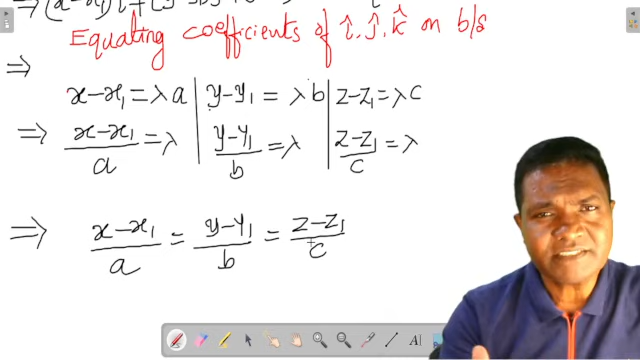 Equating coefficients of î. ĵ. k̂ on b/s
⇒
x−x₁ = λa | y−y₁ = λb | z−z₁ = λc
⇒ (x−x₁)/a = λ | (y−y₁)/b = λ | (z−z₁)/c = λ
⇒ (x−x₁)/a = (y−y₁)/b = (z−z₁)/c
A